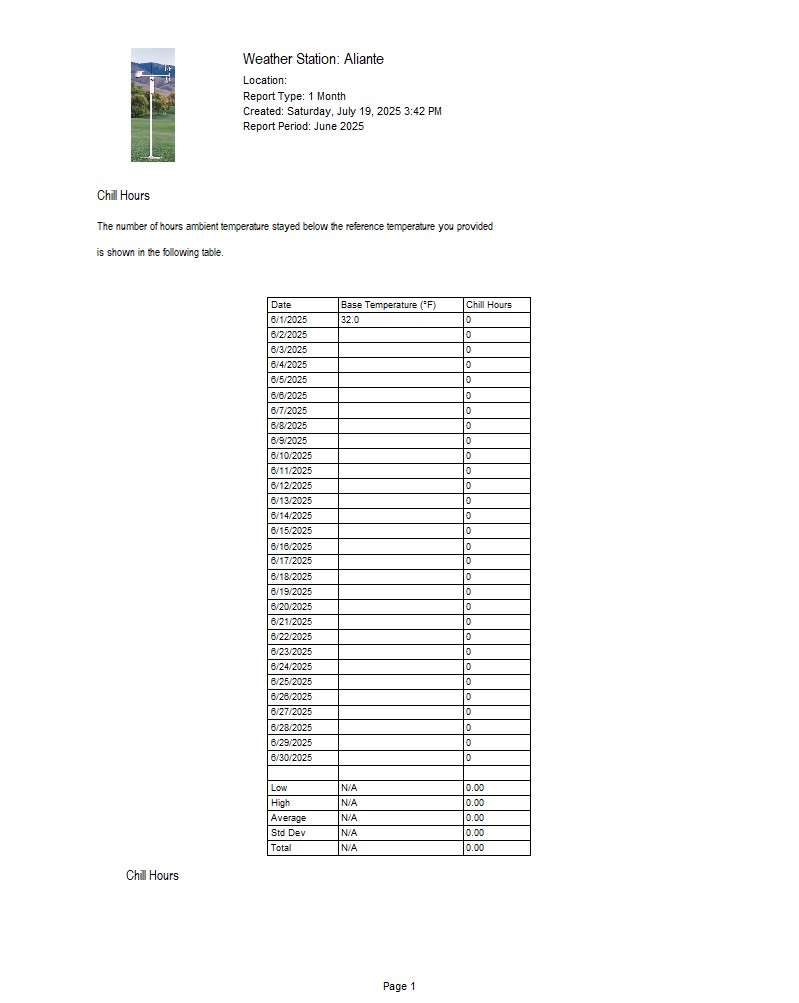 Weather Station: Aliante
Location:
Report Type: 1 Month
Created: Saturday, July 19, 2025 3:42 PM
Report Period: June 2025
Chill Hours
The number of hours ambient temperature stayed below the reference temperature you provided
is shown in the following table.
Date Base Temperature (°F) Chill Hours
6/1/2025 32.0 0
6/2/2025 0
6/3/2025 0
6/4/2025 0
6/5/2025 0
6/6/2025 0
6/7/2025 0
6/8/2025 0
6/9/2025 0
6/10/2025 0
6/11/2025 0
6/12/2025 0
6/13/2025 0
6/14/2025 0
6/15/2025 0
6/16/2025 0
6/17/2025 0
6/18/2025 0
6/19/2025 0
6/20/2025 0
6/21/2025 0
6/22/2025 0
6/23/2025 0
6/24/2025 0
6/25/2025 0
6/26/2025 0
6/27/2025 0
6/28/2025 0
6/29/2025 0
6/30/2025 0
Low N/A 0.00
High N/A 0.00
Average N/A 0.00
Std Dev N/A 0.00
Total N/A 0.00
Chill Hours
Page 1